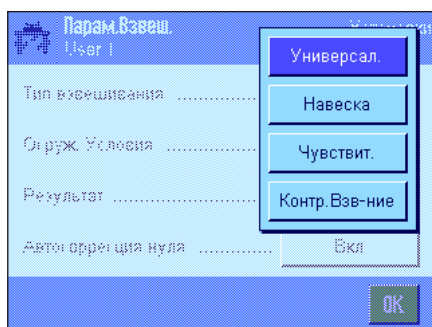 Парам.Взвеш.
User 1
Универсал.
Тип взвешивания
Навеска
Окруж. Условия
Чувствит.
Результат
Контр.Взв-ние
Автокоррекция нуля
Вкл
OK